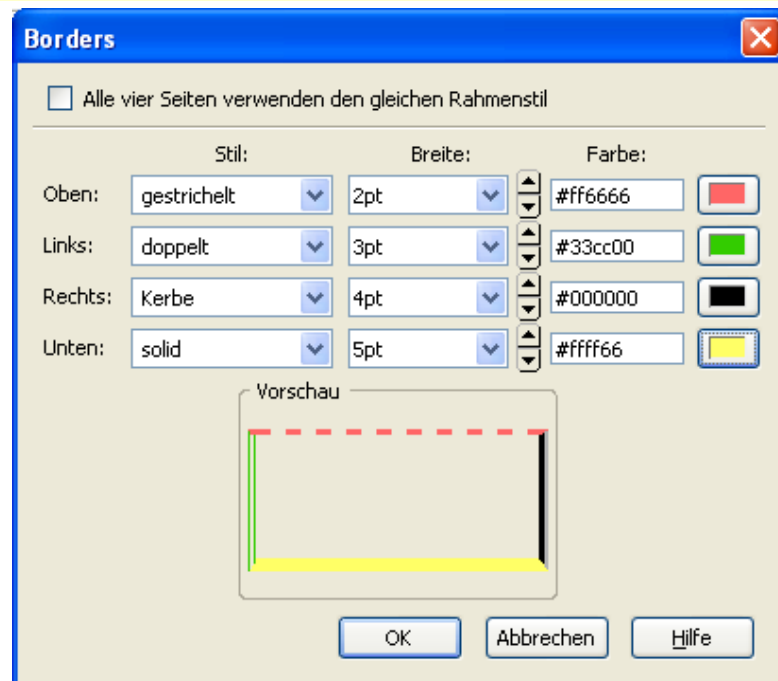 Borders
Alle vier Seiten verwenden den gleichen Rahmenstil
Stil: Breite: Farbe:
Oben: gestrichelt 2pt #ff6666
Links: doppelt 3pt #33cc00
Rechts: Kerbe 4pt #000000
Unten: solid 5pt #ffff66
Vorschau
OK Abbrechen Hilfe